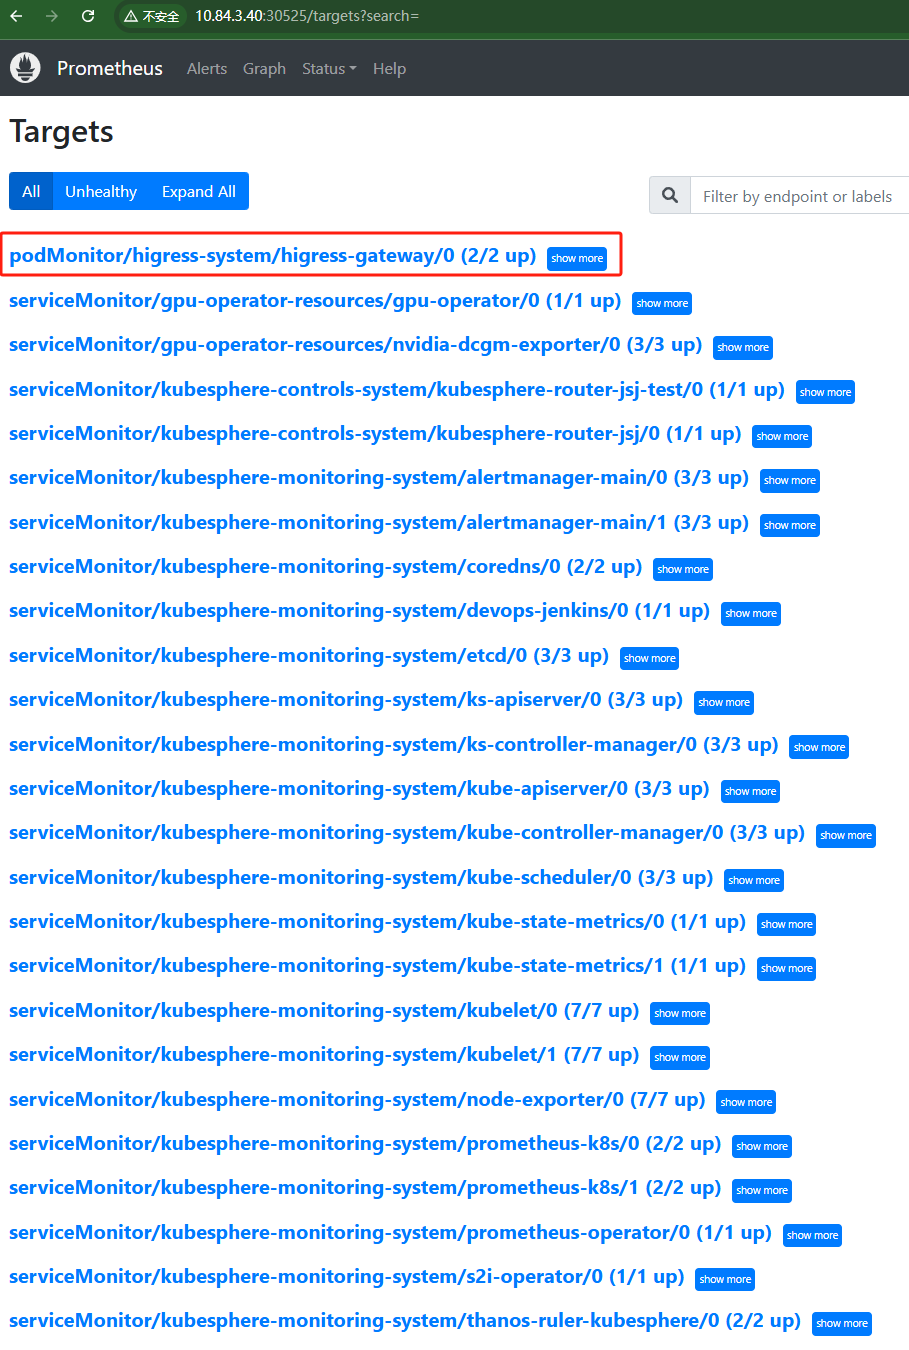 不安全 10.84.3.40:30525/targets?search=
Prometheus Alerts Graph Status Help
Targets
All Unhealthy Expand All Filter by endpoint or labels
podMonitor/higress-system/higress-gateway/0 (2/2 up) show more
serviceMonitor/gpu-operator-resources/gpu-operator/0 (1/1 up) show more
serviceMonitor/gpu-operator-resources/nvidia-dcgm-exporter/0 (3/3 up) show more
serviceMonitor/kubesphere-controls-system/kubesphere-router-jsj-test/0 (1/1 up) show more
serviceMonitor/kubesphere-controls-system/kubesphere-router-jsj/0 (1/1 up) show more
serviceMonitor/kubesphere-monitoring-system/alertmanager-main/0 (3/3 up) show more
serviceMonitor/kubesphere-monitoring-system/alertmanager-main/1 (3/3 up) show more
serviceMonitor/kubesphere-monitoring-system/coredns/0 (2/2 up) show more
serviceMonitor/kubesphere-monitoring-system/devops-jenkins/0 (1/1 up) show more
serviceMonitor/kubesphere-monitoring-system/etcd/0 (3/3 up) show more
serviceMonitor/kubesphere-monitoring-system/ks-apiserver/0 (3/3 up) show more
serviceMonitor/kubesphere-monitoring-system/ks-controller-manager/0 (3/3 up) show more
serviceMonitor/kubesphere-monitoring-system/kube-apiserver/0 (3/3 up) show more
serviceMonitor/kubesphere-monitoring-system/kube-controller-manager/0 (3/3 up) show more
serviceMonitor/kubesphere-monitoring-system/kube-scheduler/0 (3/3 up) show more
serviceMonitor/kubesphere-monitoring-system/kube-state-metrics/0 (1/1 up) show more
serviceMonitor/kubesphere-monitoring-system/kube-state-metrics/1 (1/1 up) show more
serviceMonitor/kubesphere-monitoring-system/kubelet/0 (7/7 up) show more
serviceMonitor/kubesphere-monitoring-system/kubelet/1 (7/7 up) show more
serviceMonitor/kubesphere-monitoring-system/node-exporter/0 (7/7 up) show more
serviceMonitor/kubesphere-monitoring-system/prometheus-k8s/0 (2/2 up) show more
serviceMonitor/kubesphere-monitoring-system/prometheus-k8s/1 (2/2 up) show more
serviceMonitor/kubesphere-monitoring-system/prometheus-operator/0 (1/1 up) show more
serviceMonitor/kubesphere-monitoring-system/s2i-operator/0 (1/1 up) show more
serviceMonitor/kubesphere-monitoring-system/thanos-ruler-kubesphere/0 (2/2 up) show more